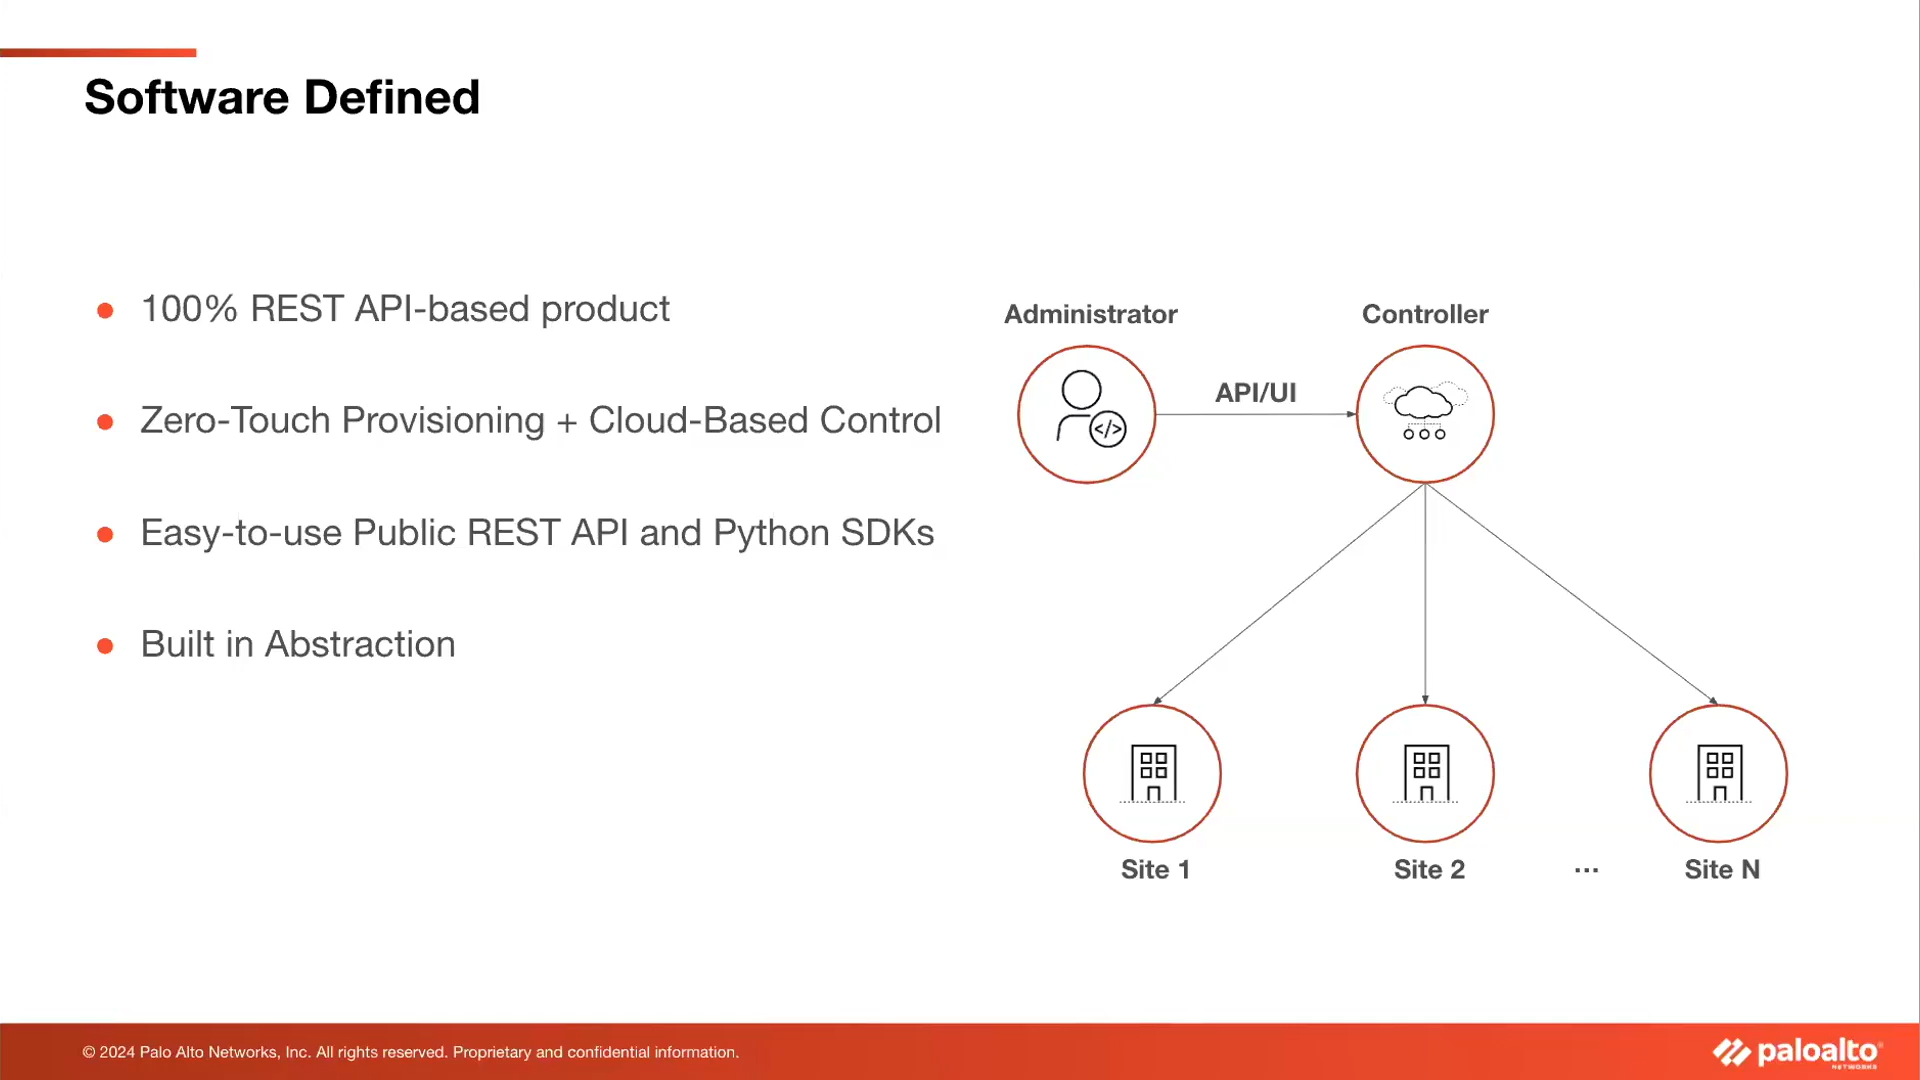 Software Defined
100% REST API-based product
Zero-Touch Provisioning + Cloud-Based Control
Easy-to-use Public REST API and Python SDKs
Built in Abstraction
Administrator
Controller
API/UI
</>
Site 1
Site 2
...
Site N
© 2024 Palo Alto Networks, Inc. All rights reserved. Proprietary and confidential information.
paloalto®
NETWORKS